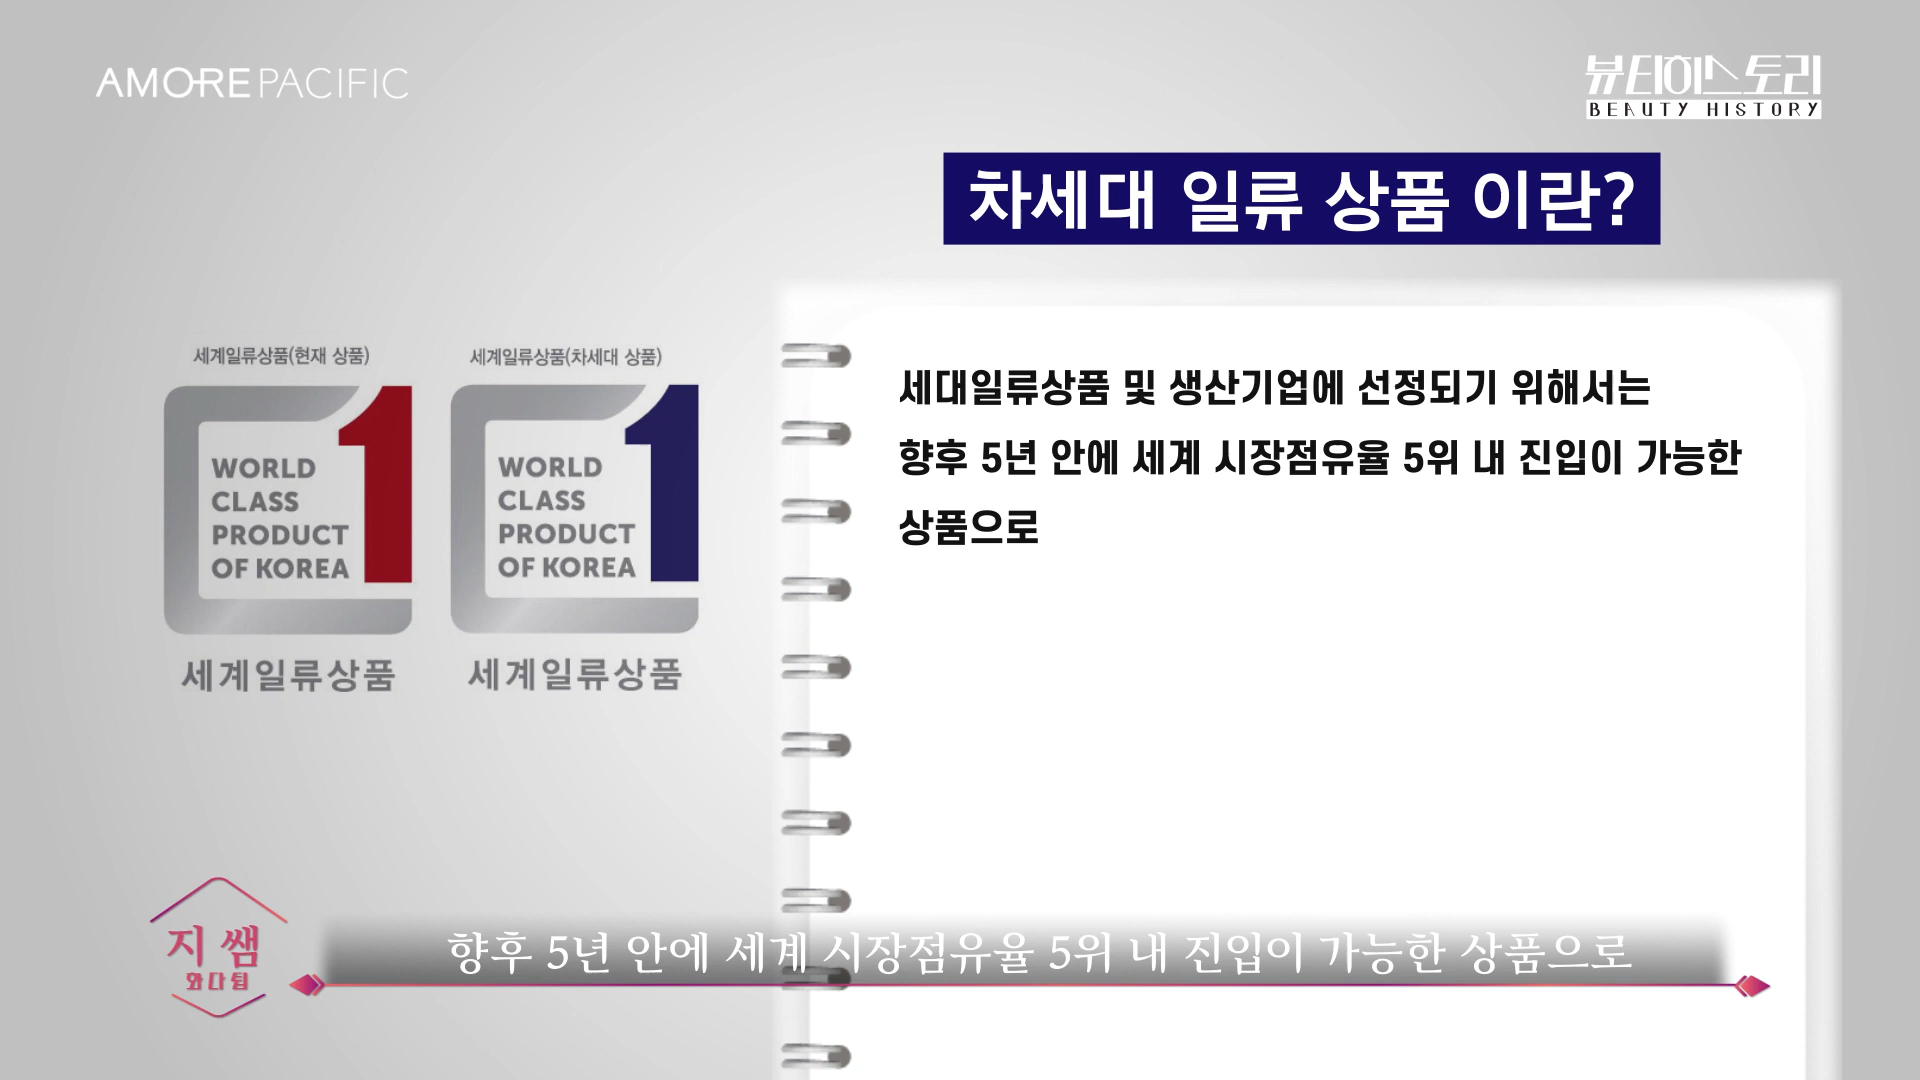 AMOREPACIFIC
뷰티히스토리
BEAUTY HISTORY
차세대 일류 상품 이란?
세계일류상품(현재 상품)
WORLD
CLASS
PRODUCT
OF KOREA
1
세계일류상품
세계일류상품(차세대 상품)
WORLD
CLASS
PRODUCT
OF KOREA
1
세계일류상품
세대일류상품 및 생산기업에 선정되기 위해서는
향후 5년 안에 세계 시장점유율 5위 내 진입이 가능한
상품으로
지쌤
화다팁
향후 5년 안에 세계 시장점유율 5위 내 진입이 가능한 상품으로